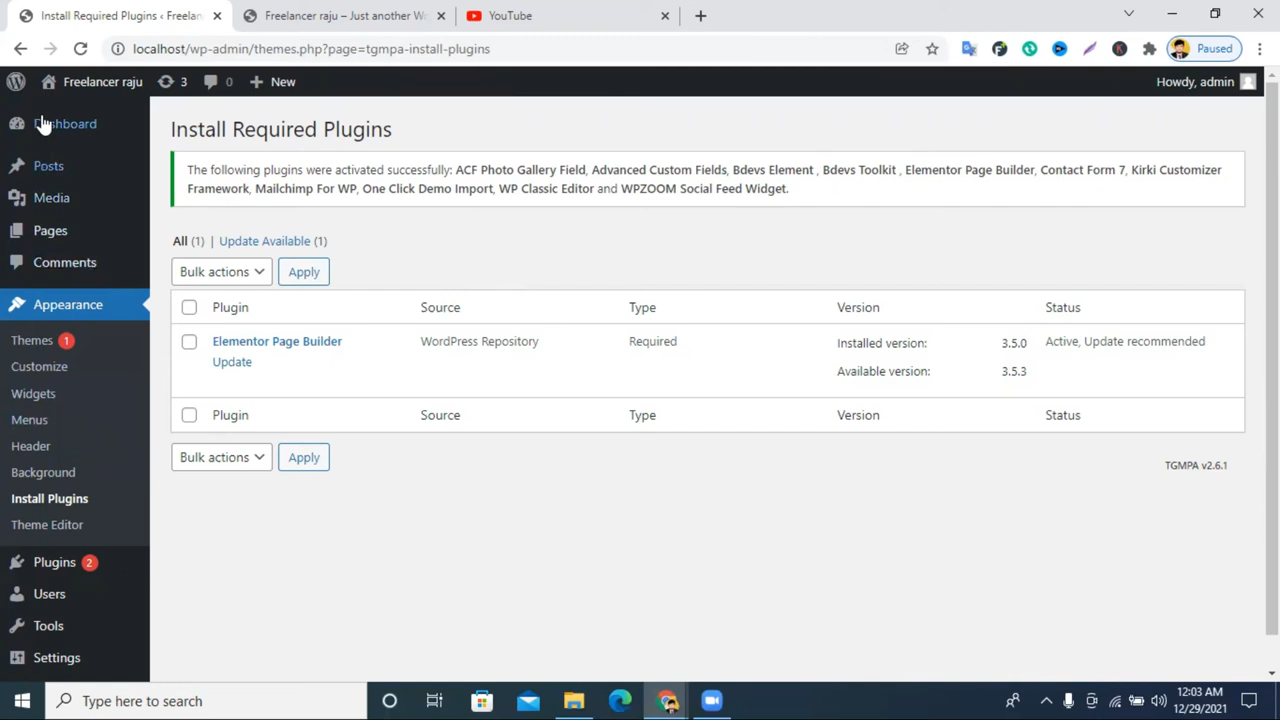 Install Required Plugins ‹ Freelan
Freelancer raju – Just another W
YouTube
localhost/wp-admin/themes.php?page=tgmpa-install-plugins
Paused
Freelancer raju
3
0
New
Howdy, admin
Dashboard
Posts
Media
Pages
Comments
Appearance
Themes 1
Customize
Widgets
Menus
Header
Background
Install Plugins
Theme Editor
Plugins 2
Users
Tools
Settings
Install Required Plugins
The following plugins were activated successfully: ACF Photo Gallery Field, Advanced Custom Fields, Bdevs Element , Bdevs Toolkit , Elementor Page Builder, Contact Form 7, Kirki Customizer
Framework, Mailchimp For WP, One Click Demo Import, WP Classic Editor and WPZOOM Social Feed Widget.
All (1) | Update Available (1)
Bulk actions Apply
Plugin Source Type Version Status
Elementor Page Builder WordPress Repository Required Installed version: 3.5.0 Active, Update recommended
Update Available version: 3.5.3
Plugin Source Type Version Status
Bulk actions Apply
TGMPA v2.6.1
Type here to search
12:03 AM
12/29/2021